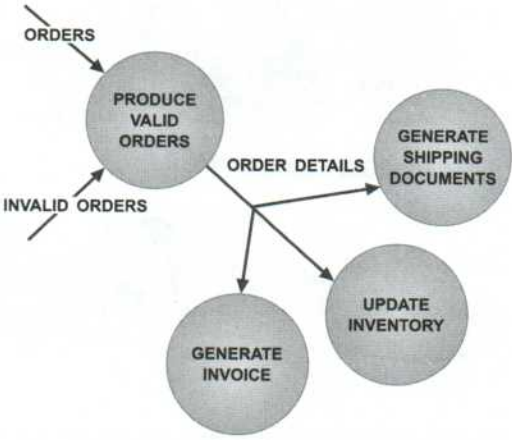 ORDERS
PRODUCE
VALID
ORDERS
INVALID ORDERS
ORDER DETAILS
GENERATE
SHIPPING
DOCUMENTS
UPDATE
INVENTORY
GENERATE
INVOICE